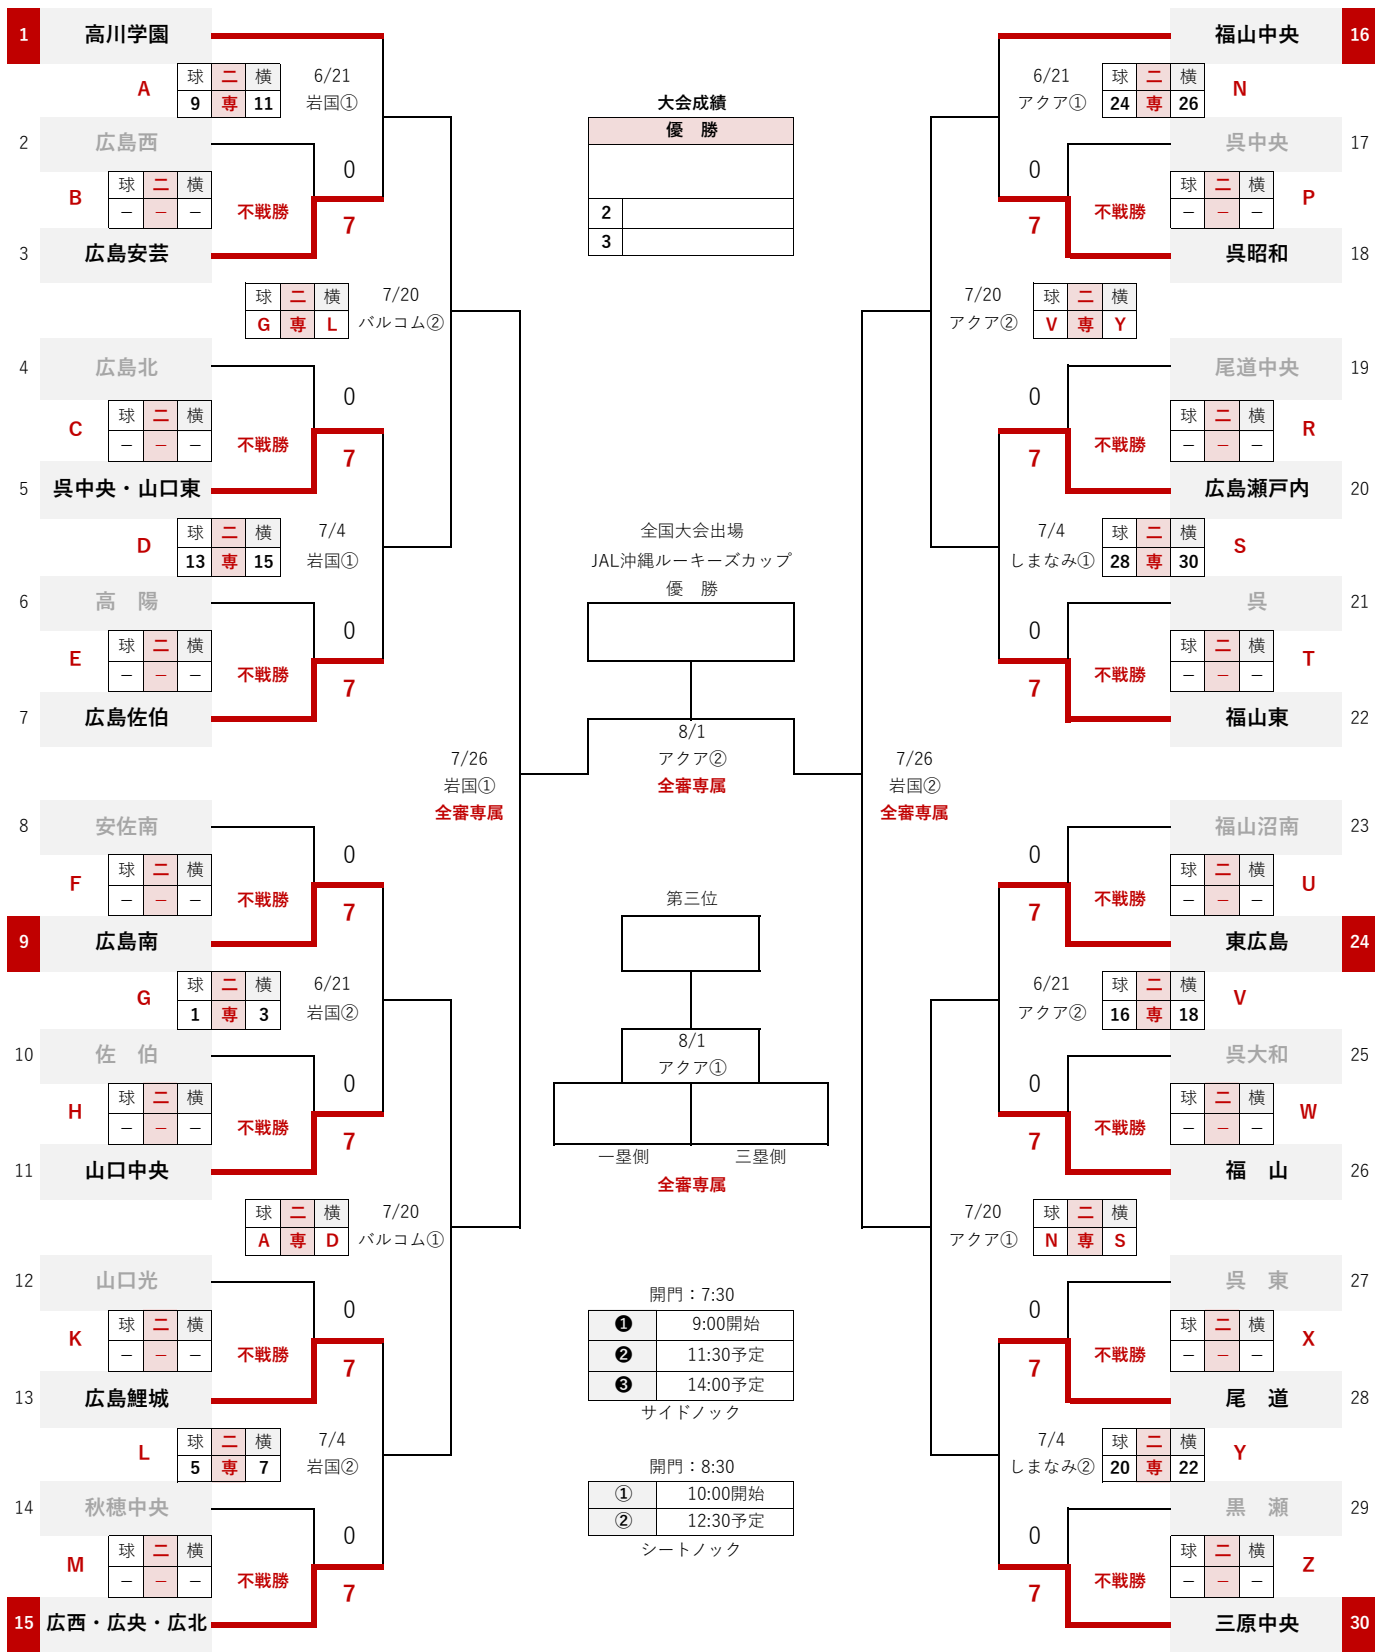 1 高川学園
A 球 二 横 6/21
9 専 11 岩国①
2 広島西
0
B 球 二 横
– – – 不戦勝 7
3 広島安芸
球 二 横 7/20
G 専 L バルコム②
4 広島北
0
C 球 二 横
– – – 不戦勝 7
5 呉中央・山口東
D 球 二 横 7/4
13 専 15 岩国①
6 高　陽
0
E 球 二 横
– – – 不戦勝 7
7 広島佐伯
7/26
岩国①
全審専属
8 安佐南
0
F 球 二 横
– – – 不戦勝 7
9 広島南
G 球 二 横 6/21
1 専 3 岩国②
10 佐　伯
0
H 球 二 横
– – – 不戦勝 7
11 山口中央
球 二 横 7/20
A 専 D バルコム①
12 山口光
0
K 球 二 横
– – – 不戦勝 7
13 広島鯉城
L 球 二 横 7/4
5 専 7 岩国②
14 秋穂中央
0
M 球 二 横
– – – 不戦勝 7
15 広西・広央・広北
大会成績
優　勝
2
3
全国大会出場
JAL沖縄ルーキーズカップ
優　勝
8/1
アクア②
全審専属
第三位
8/1
アクア①
一塁側 三塁側
全審専属
開門：7:30
❶ 9:00開始
❷ 11:30予定
❸ 14:00予定
サイドノック
開門：8:30
① 10:00開始
② 12:30予定
シートノック
福山中央 16
6/21 球 二 横 N
アクア① 24 専 26
呉中央 17
0
球 二 横 P
7 不戦勝 – – –
呉昭和 18
7/20 球 二 横
アクア② V 専 Y
尾道中央 19
0
球 二 横 R
7 不戦勝 – – –
広島瀬戸内 20
7/4 球 二 横 S
しまなみ① 28 専 30
呉 21
0
球 二 横 T
7 不戦勝 – – –
福山東 22
7/26
岩国②
全審専属
福山沼南 23
0
球 二 横 U
7 不戦勝 – – –
東広島 24
6/21 球 二 横 V
アクア② 16 専 18
呉大和 25
0
球 二 横 W
7 不戦勝 – – –
福　山 26
7/20 球 二 横
アクア① N 専 S
呉　東 27
0
球 二 横 X
7 不戦勝 – – –
尾　道 28
7/4 球 二 横 Y
しまなみ② 20 専 22
黒　瀬 29
0
球 二 横 Z
7 不戦勝 – – –
三原中央 30